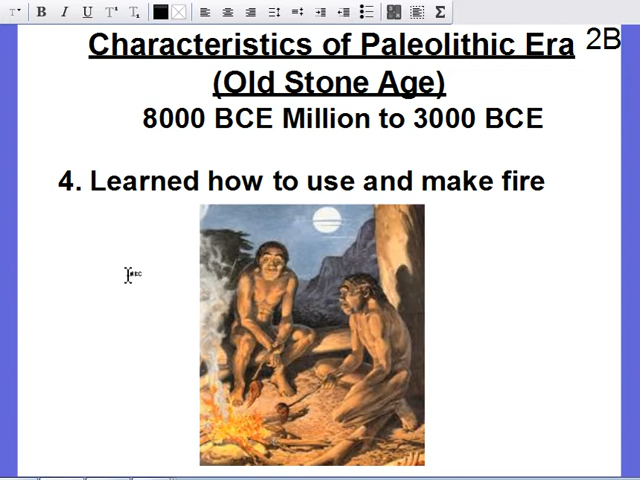 B I U T T Σ
Characteristics of Paleolithic Era 2B
(Old Stone Age)
8000 BCE Million to 3000 BCE
4. Learned how to use and make fire